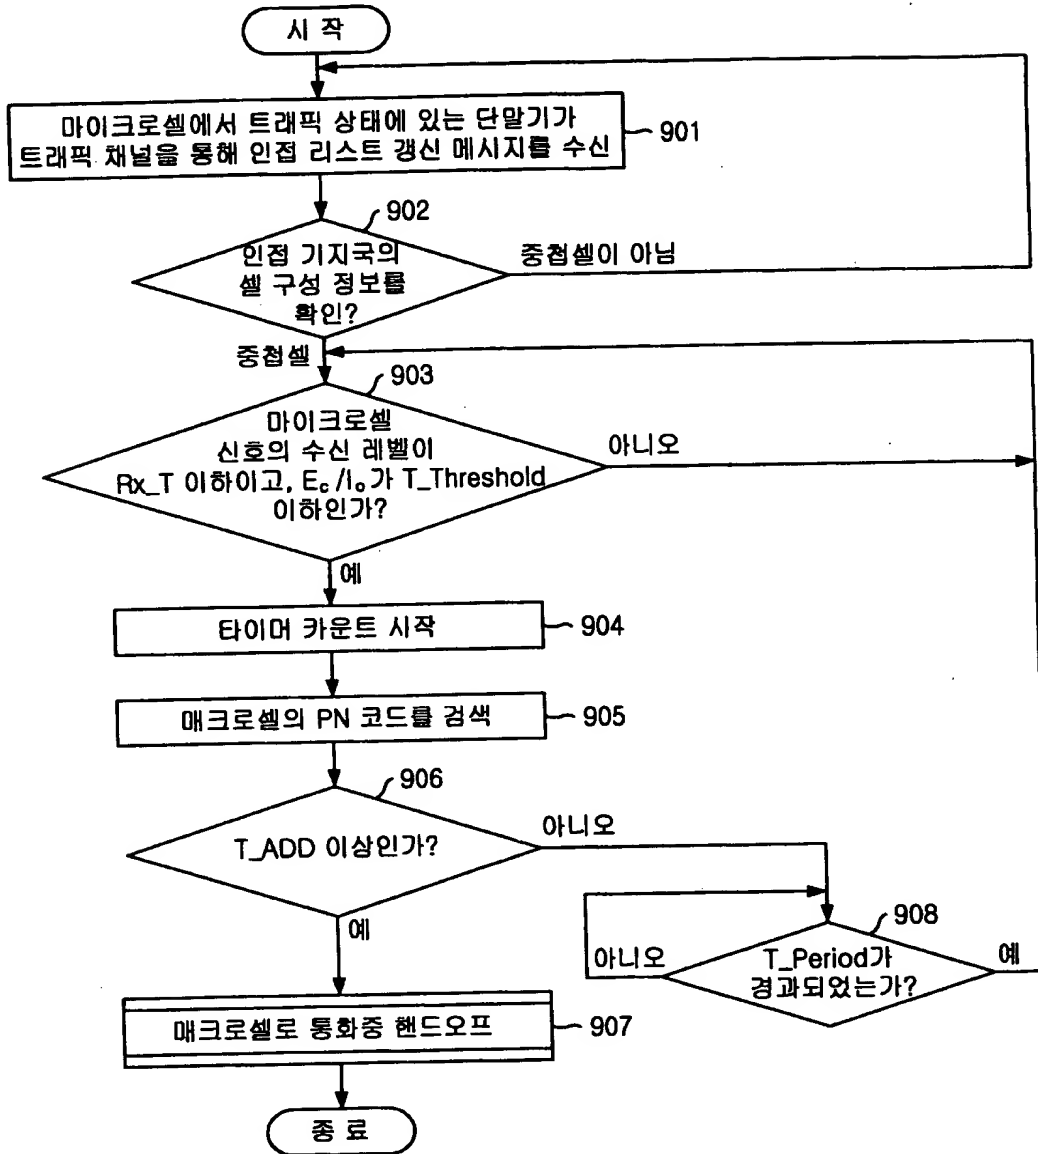 시 작
마이크로셀에서 트래픽 상태에 있는 단말기가
트래픽 채널을 통해 인접 리스트 갱신 메시지를 수신
901
902
인접 기지국의
셀 구성 정보를
확인?
중첩셀이 아님
중첩셀
903
마이크로셀
신호의 수신 레벨이
Rx_T 이하이고, Ec/Io가 T_Threshold
이하인가?
아니오
예
타이머 카운트 시작
904
매크로셀의 PN 코드를 검색
905
906
T_ADD 이상인가?
아니오
예
908
T_Period가
경과되었는가?
아니오
예
매크로셀로 통화중 핸드오프
907
종 료